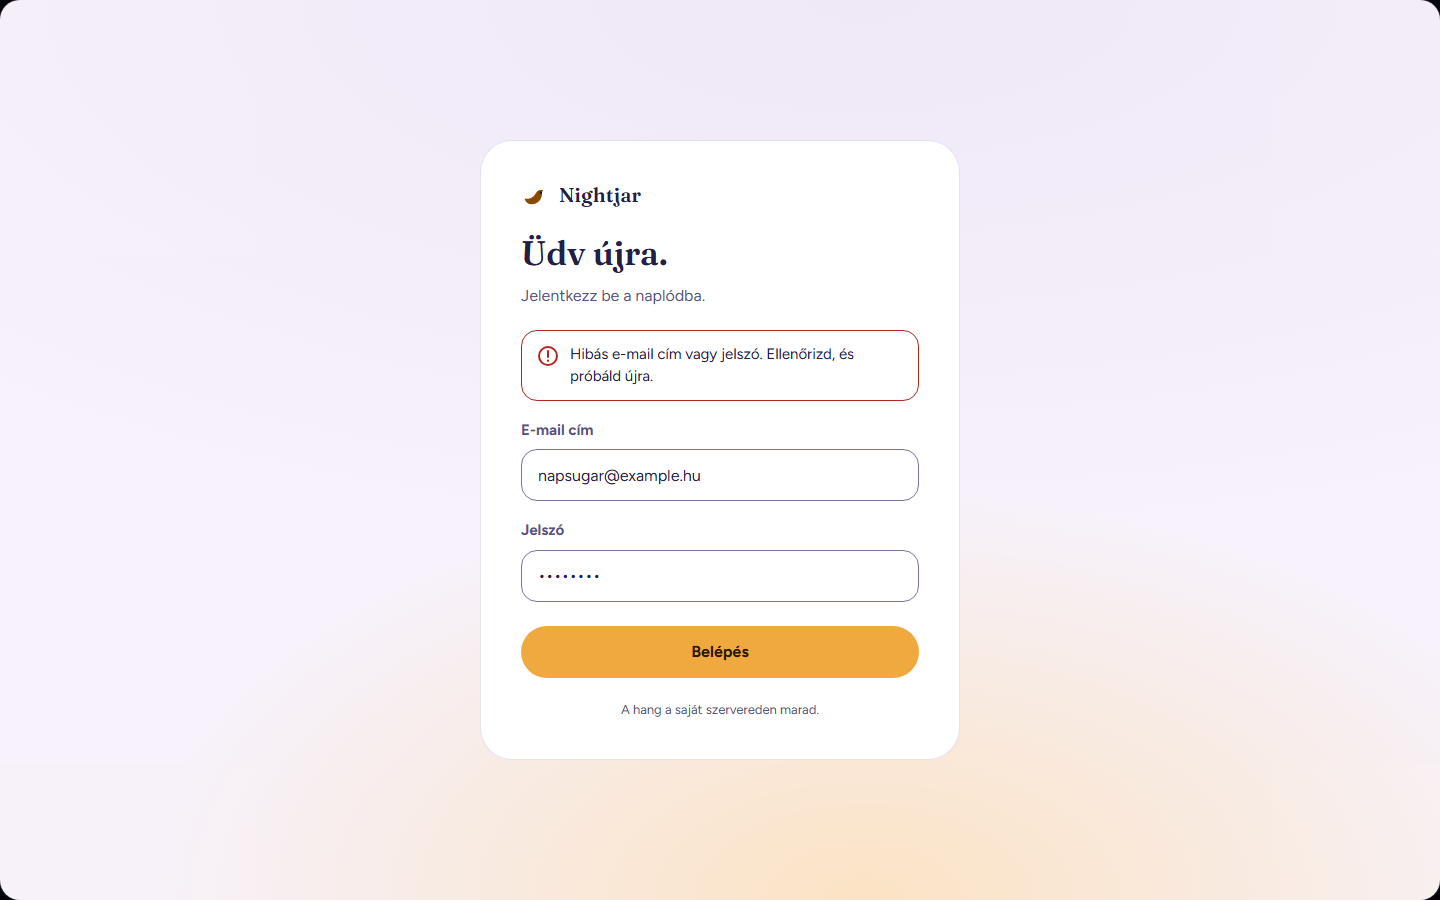 Nightjar
Üdv újra.
Jelentkezz be a naplódba.
Hibás e-mail cím vagy jelszó. Ellenőrizd, és
próbáld újra.
E-mail cím
napsugar@example.hu
Jelszó
••••••••
Belépés
A hang a saját szervereden marad.